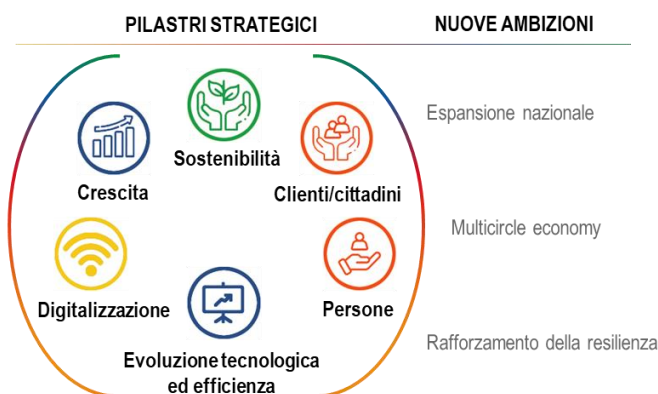 PILASTRI STRATEGICI
NUOVE AMBIZIONI
Sostenibilità
Crescita
Clienti/cittadini
Digitalizzazione
Persone
Evoluzione tecnologica
ed efficienza
Espansione nazionale
Multicircle economy
Rafforzamento della resilienza